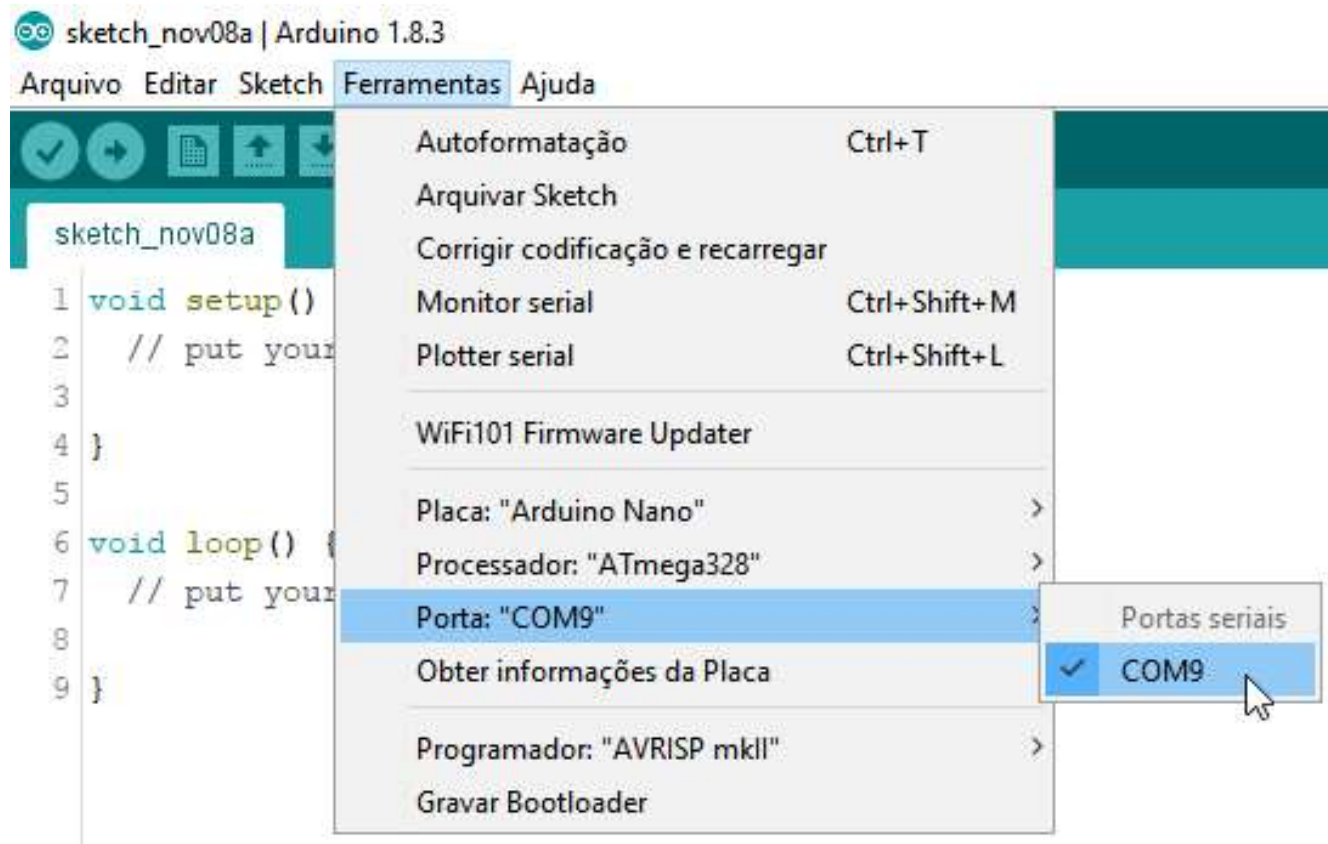 sketch_nov08a | Arduino 1.8.3
Arquivo Editar Sketch Ferramentas Ajuda
sketch_nov08a
1 void setup()
2 // put your
3
4 }
5
6 void loop() {
7 // put your
8
9 }
Autoformatação Ctrl+T
Arquivar Sketch
Corrigir codificação e recarregar
Monitor serial Ctrl+Shift+M
Plotter serial Ctrl+Shift+L
WiFi101 Firmware Updater
Placa: "Arduino Nano"
Processador: "ATmega328"
Porta: "COM9"
Obter informações da Placa
Programador: "AVRISP mkII"
Gravar Bootloader
Portas seriais
COM9